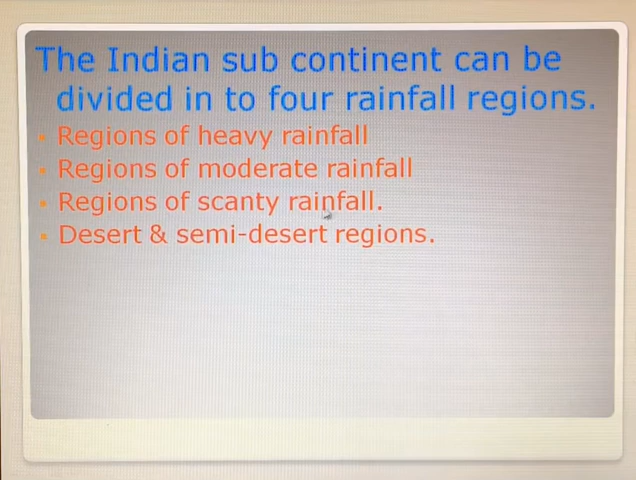 The Indian sub continent can be
divided in to four rainfall regions.
Regions of heavy rainfall
Regions of moderate rainfall
Regions of scanty rainfall.
Desert & semi-desert regions.